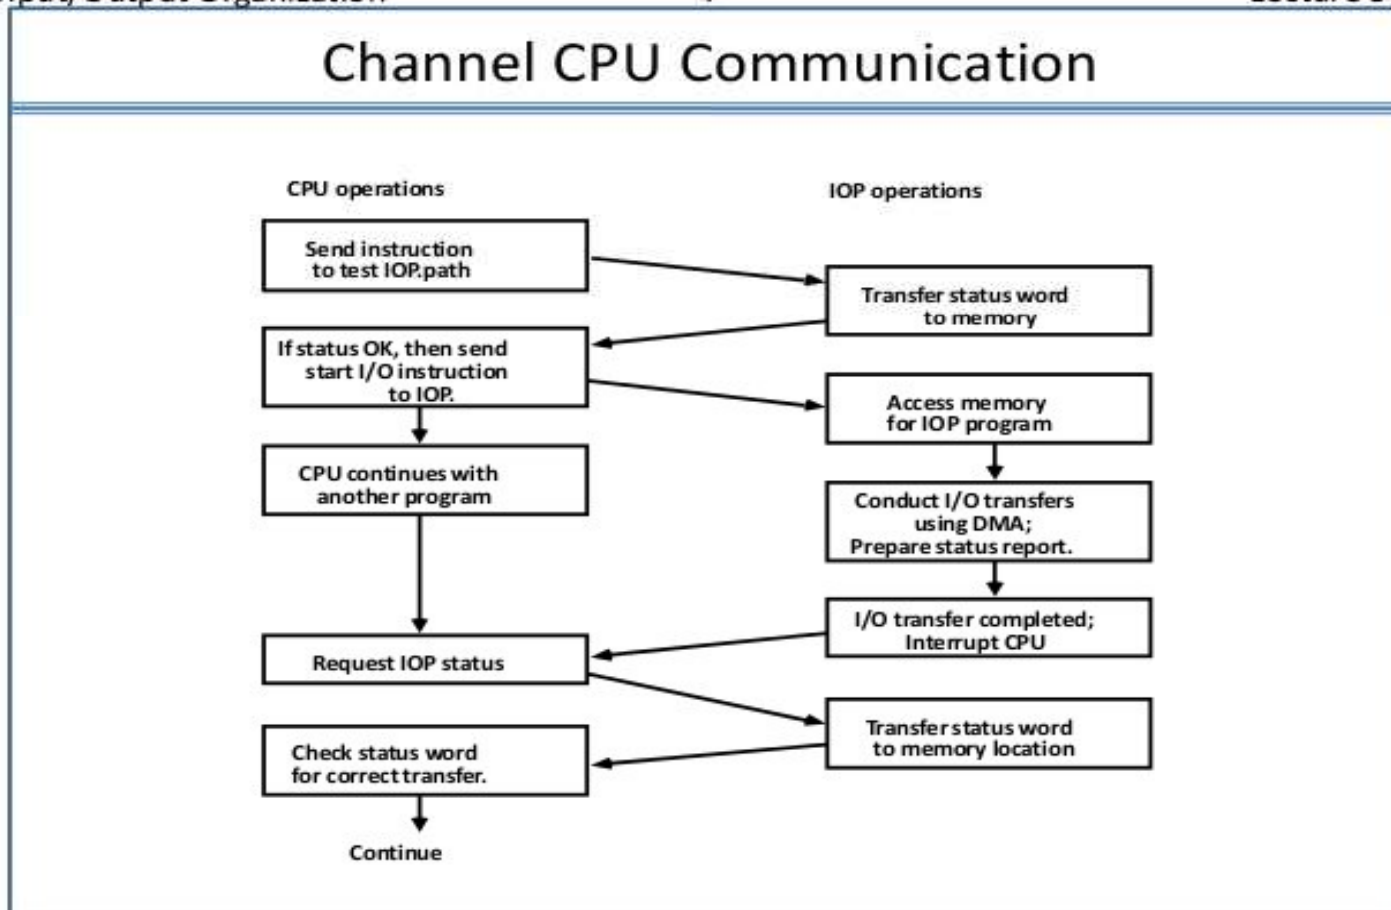 Channel CPU Communication
CPU operations
IOP operations
Send instruction
to test IOP.path
Transfer status word
to memory
If status OK, then send
start I/O instruction
to IOP.
Access memory
for IOP program
CPU continues with
another program
Conduct I/O transfers
using DMA;
Prepare status report.
I/O transfer completed;
Interrupt CPU
Request IOP status
Transfer status word
to memory location
Check status word
for correct transfer.
Continue